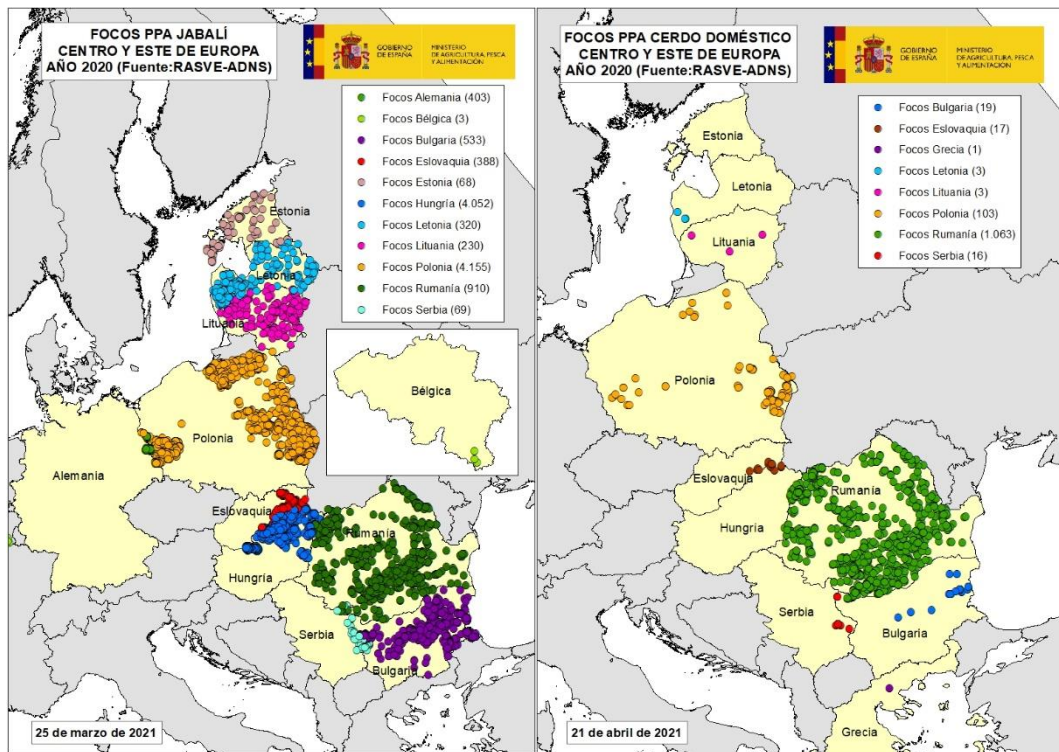 FOCOS PPA JABALÍ
CENTRO Y ESTE DE EUROPA
AÑO 2020 (Fuente:RASVE-ADNS)
GOBIERNO
DE ESPAÑA
MINISTERIO
DE AGRICULTURA, PESCA
Y ALIMENTACIÓN
Focos Alemania (403)
Focos Bélgica (3)
Focos Bulgaria (533)
Focos Eslovaquia (388)
Focos Estonia (68)
Focos Hungría (4.052)
Focos Letonia (320)
Focos Lituania (230)
Focos Polonia (4.155)
Focos Rumanía (910)
Focos Serbia (69)
Estonia
Letonia
Lituania
Bélgica
Polonia
Alemania
Eslovaquia
Rumanía
Hungría
Serbia
Bulgaria
25 de marzo de 2021
FOCOS PPA CERDO DOMÉSTICO
CENTRO Y ESTE DE EUROPA
AÑO 2020 (Fuente:RASVE-ADNS)
GOBIERNO
DE ESPAÑA
MINISTERIO
DE AGRICULTURA, PESCA
Y ALIMENTACIÓN
Focos Bulgaria (19)
Focos Eslovaquia (17)
Focos Grecia (1)
Focos Letonia (3)
Focos Lituania (3)
Focos Polonia (103)
Focos Rumanía (1.063)
Focos Serbia (16)
Estonia
Letonia
Lituania
Polonia
Eslovaquia
Rumanía
Hungría
Serbia
Bulgaria
Grecia
21 de abril de 2021